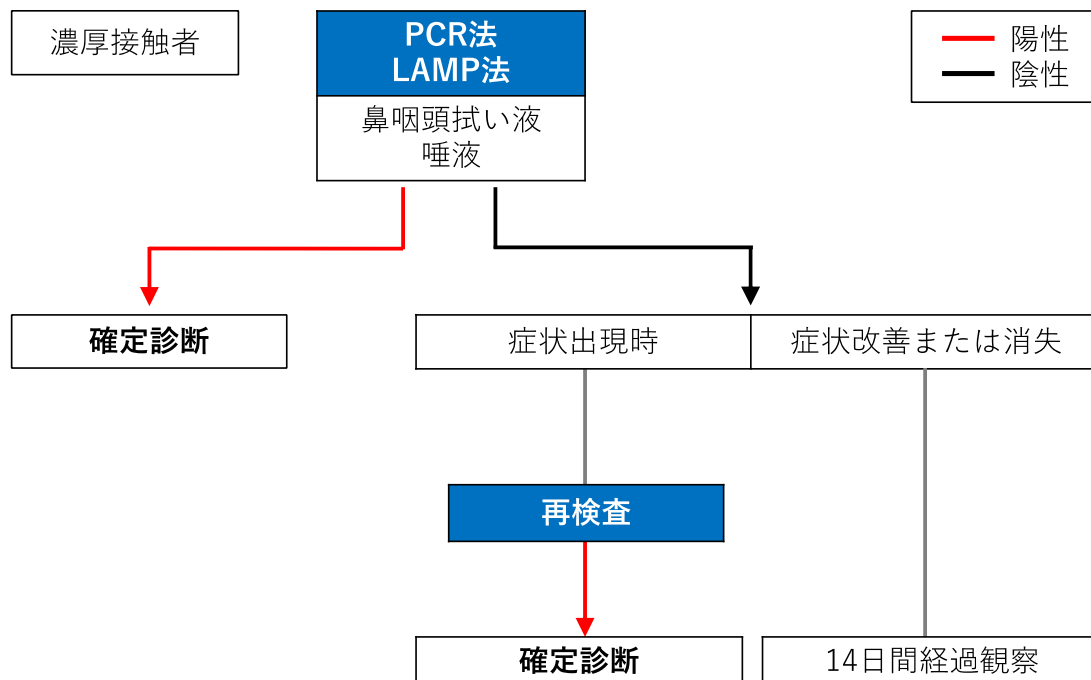 濃厚接触者
PCR法
LAMP法
鼻咽頭拭い液
唾液
陽性
陰性
確定診断
症状出現時
症状改善または消失
再検査
確定診断
14日間経過観察